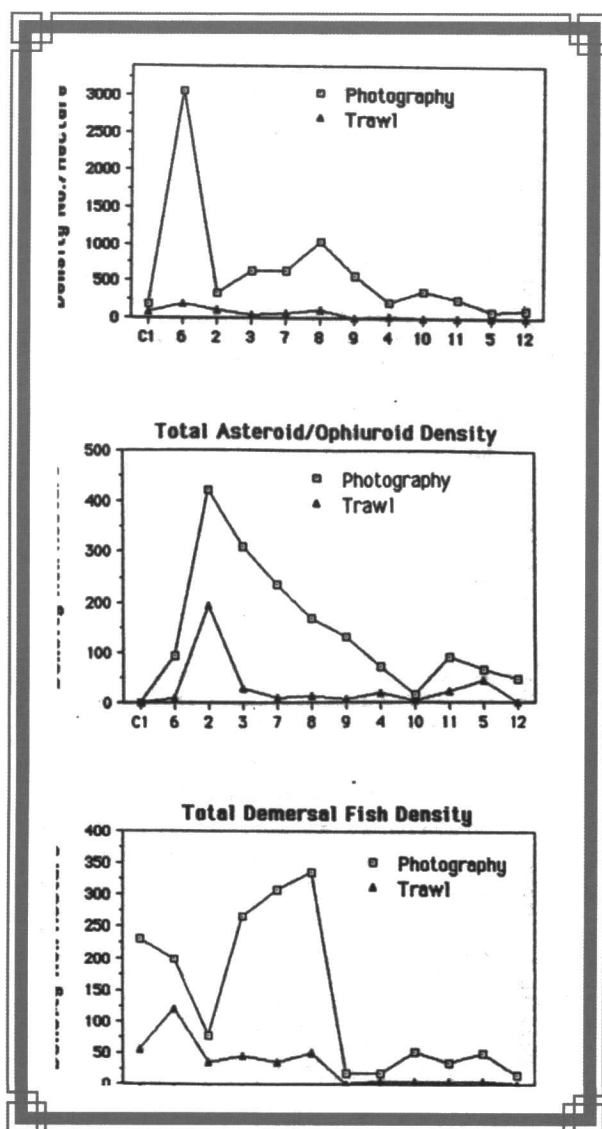 Density No./Hectare
3000
2500
2000
1500
1000
500
0
Photography
Trawl
C1 6 2 3 7 8 9 4 10 11 5 12
Total Asteroid/Ophiuroid Density
500
400
300
200
100
0
Photography
Trawl
C1 6 2 3 7 8 9 4 10 11 5 12
Total Demersal Fish Density
400
350
300
250
200
150
100
50
0
Photography
Trawl